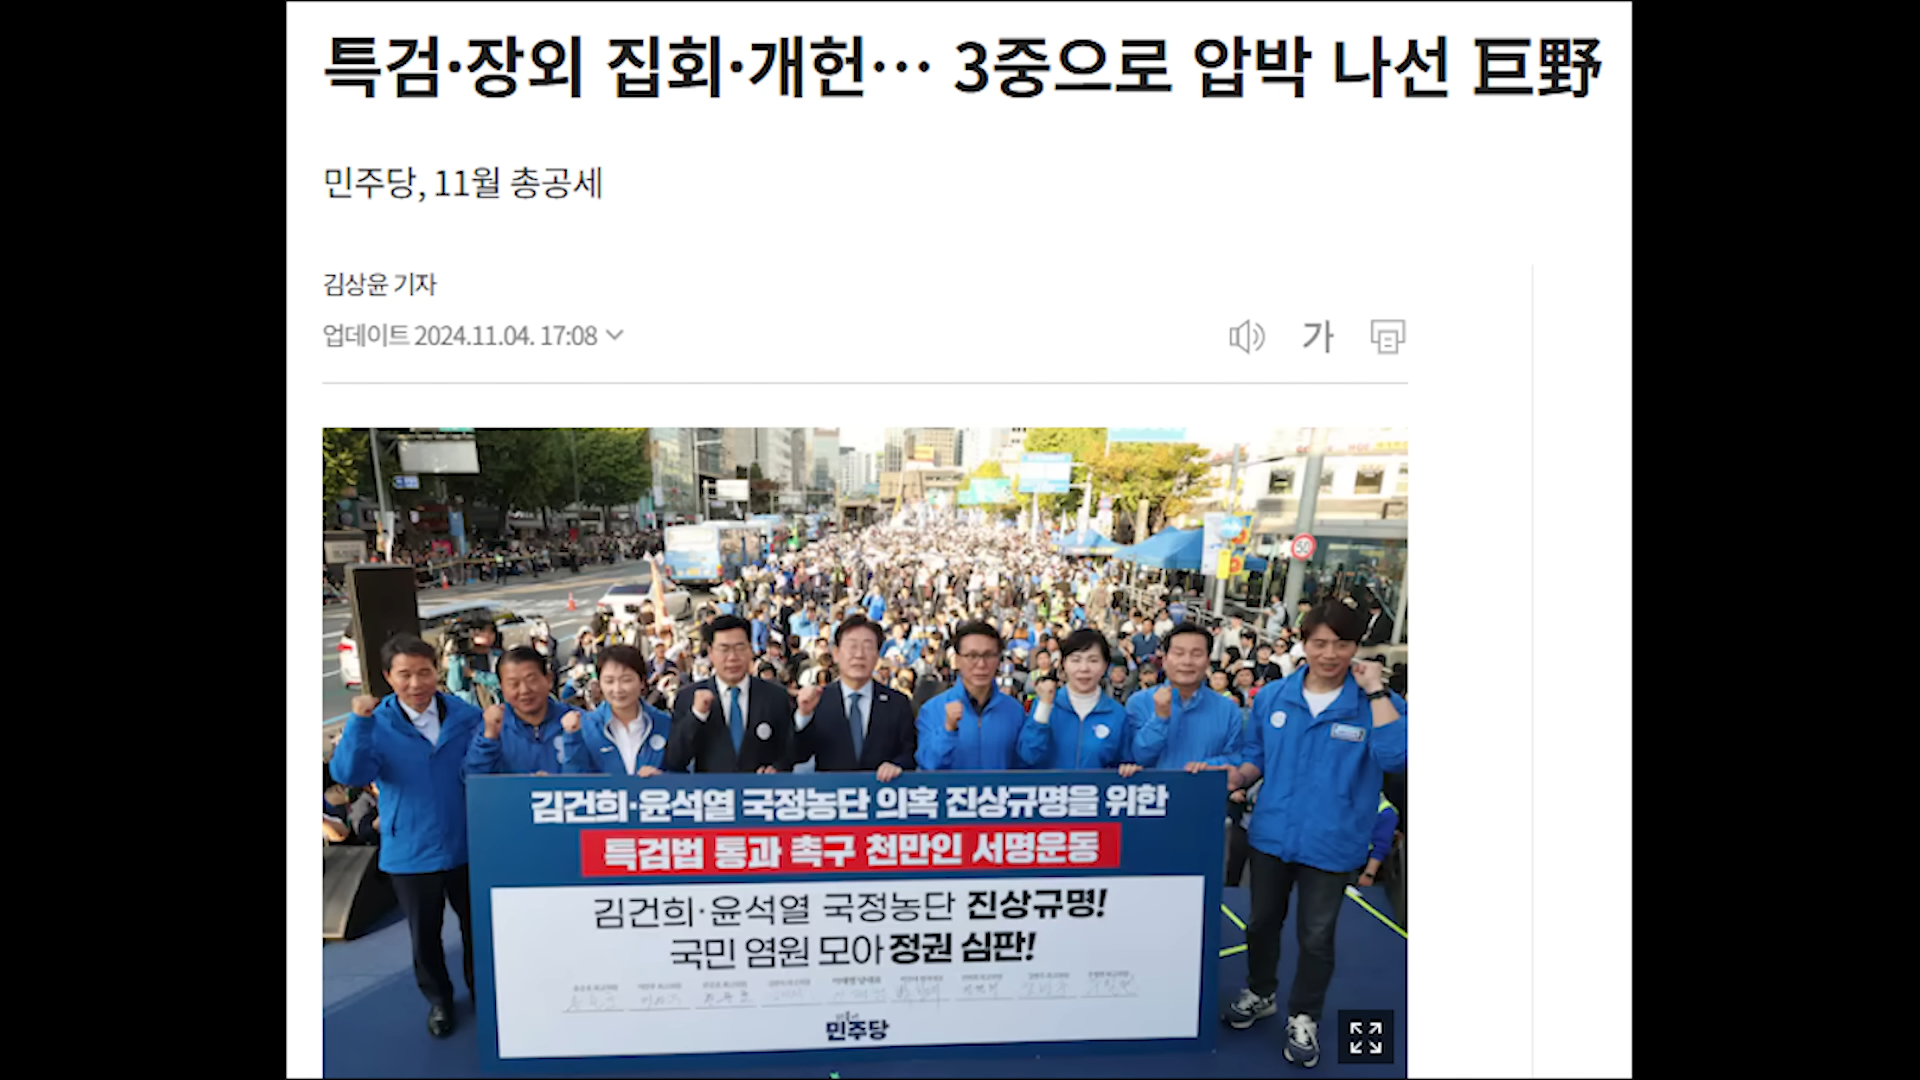 특검·장외 집회·개헌… 3중으로 압박 나선 巨野
민주당, 11월 총공세
김상윤 기자
업데이트 2024.11.04. 17:08
가
김건희·윤석열 국정농단 의혹 진상규명을 위한
특검법 통과 촉구 천만인 서명운동
김건희·윤석열 국정농단 진상규명!
국민 염원 모아 정권 심판!
민주당